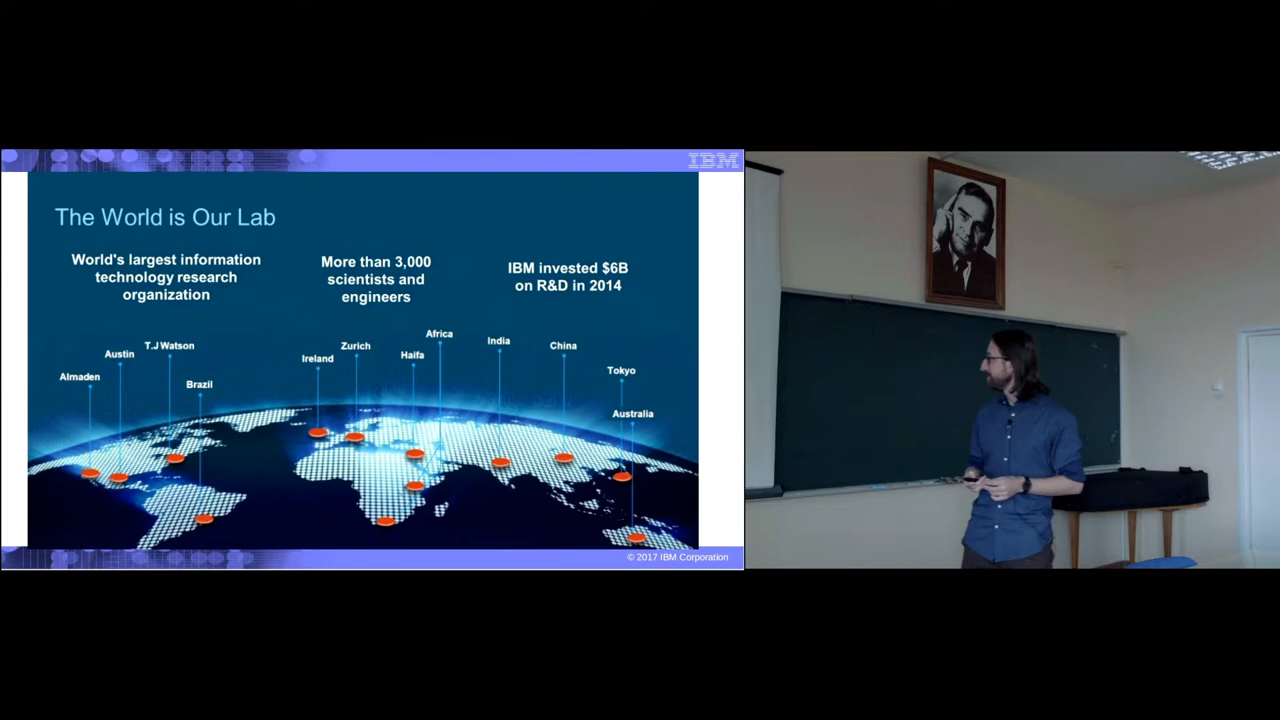 IBM
The World is Our Lab
World's largest information
technology research
organization
More than 3,000
scientists and
engineers
IBM invested $6B
on R&D in 2014
Almaden
Austin
T.J Watson
Brazil
Ireland
Zurich
Haifa
Africa
India
China
Tokyo
Australia
© 2017 IBM Corporation